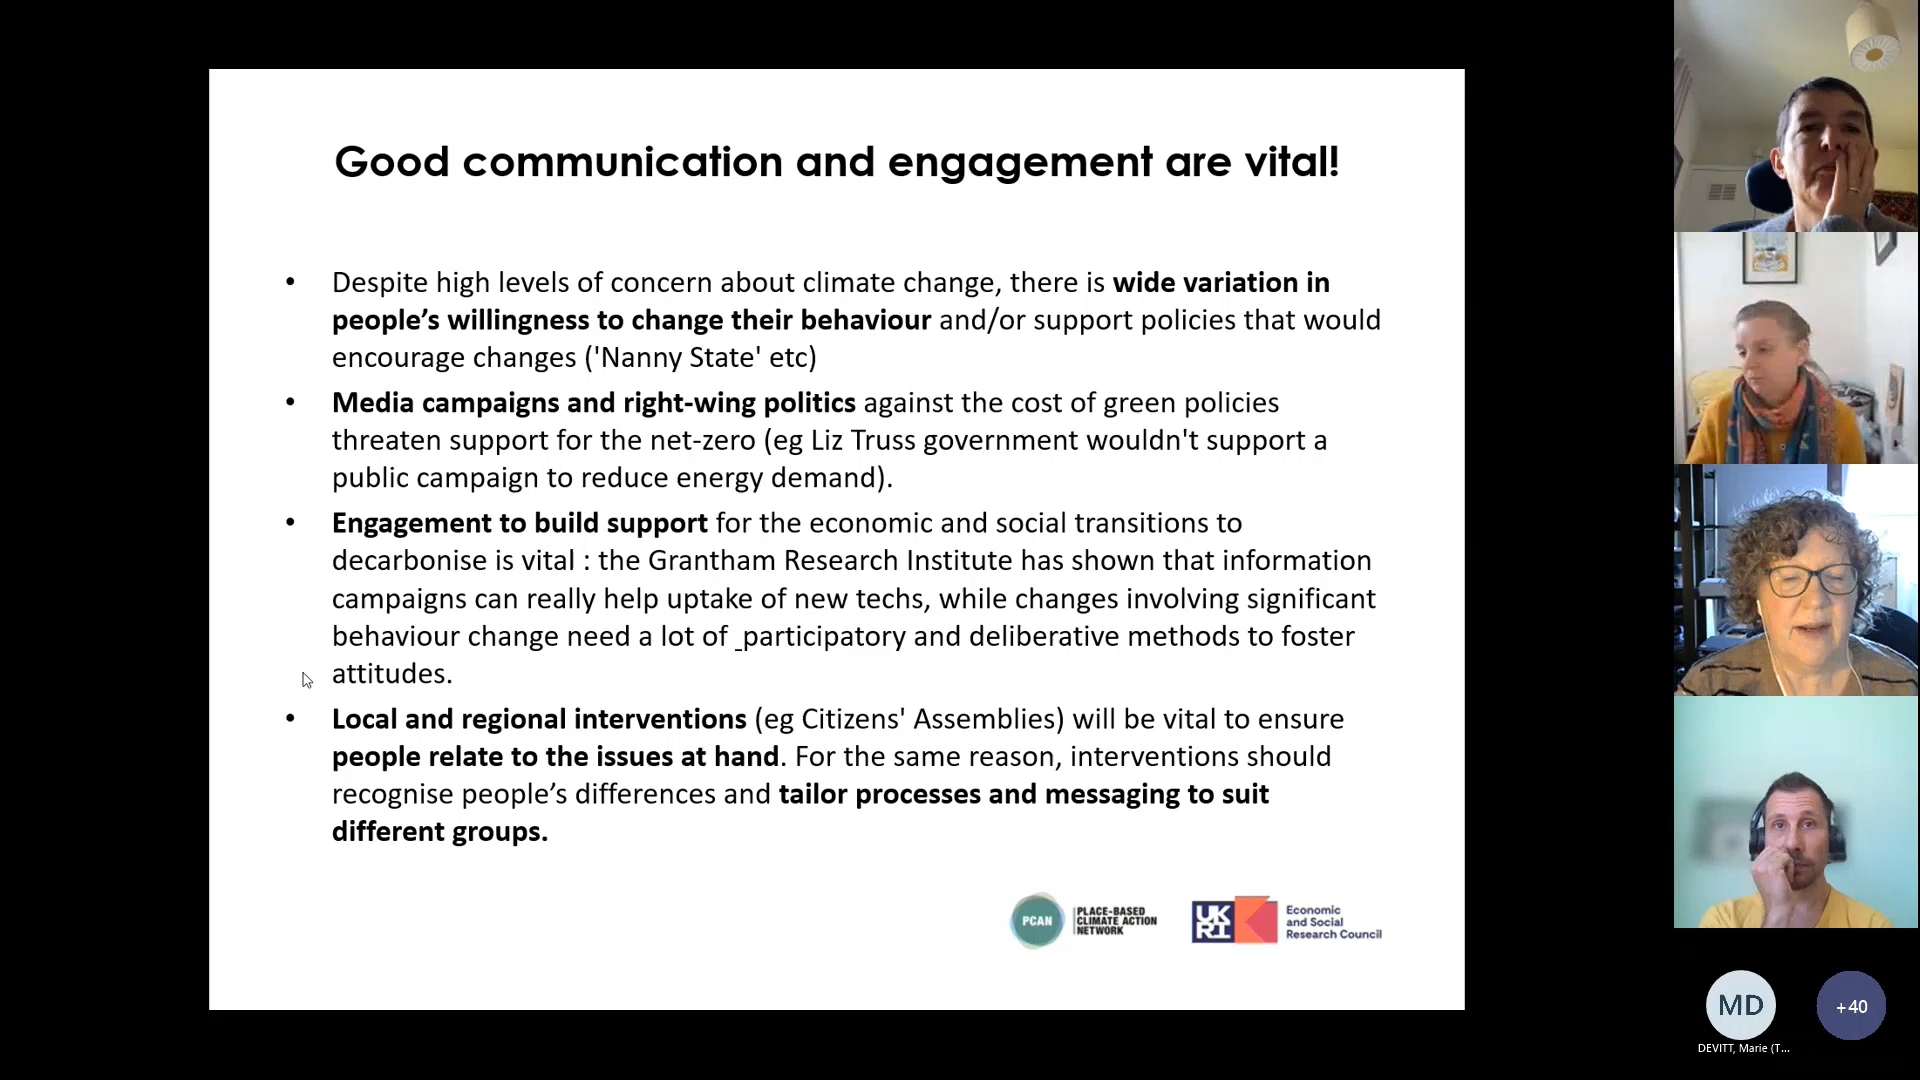 Good communication and engagement are vital!
• Despite high levels of concern about climate change, there is wide variation in
people’s willingness to change their behaviour and/or support policies that would
encourage changes ('Nanny State' etc)
• Media campaigns and right-wing politics against the cost of green policies
threaten support for the net-zero (eg Liz Truss government wouldn't support a
public campaign to reduce energy demand).
• Engagement to build support for the economic and social transitions to
decarbonise is vital : the Grantham Research Institute has shown that information
campaigns can really help uptake of new techs, while changes involving significant
behaviour change need a lot of _participatory and deliberative methods to foster
attitudes.
• Local and regional interventions (eg Citizens' Assemblies) will be vital to ensure
people relate to the issues at hand. For the same reason, interventions should
recognise people’s differences and tailor processes and messaging to suit
different groups.
PCAN
PLACE-BASED
CLIMATE ACTION
NETWORK
UK
RI
Economic
and Social
Research Council
MD
+40
DEVITT, Marie (T...